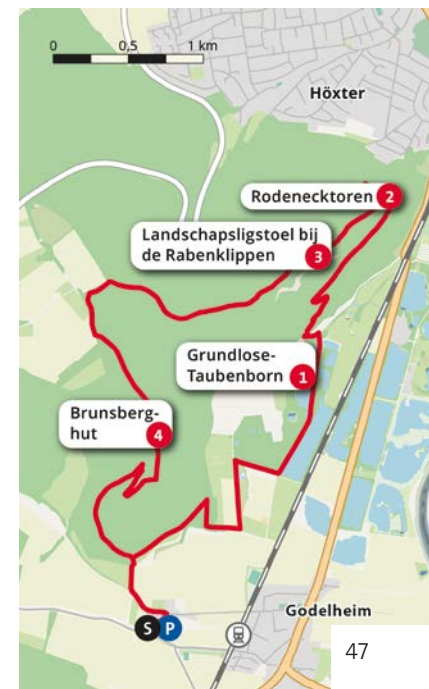 0 0,5 1 km
Höxter
Rodenecktoren 2
Landschapsligstoel bij
de Rabenklippen
3
Grundlose-
Taubenborn 1
Brunsberg-
hut 4
S P
Godelheim
47